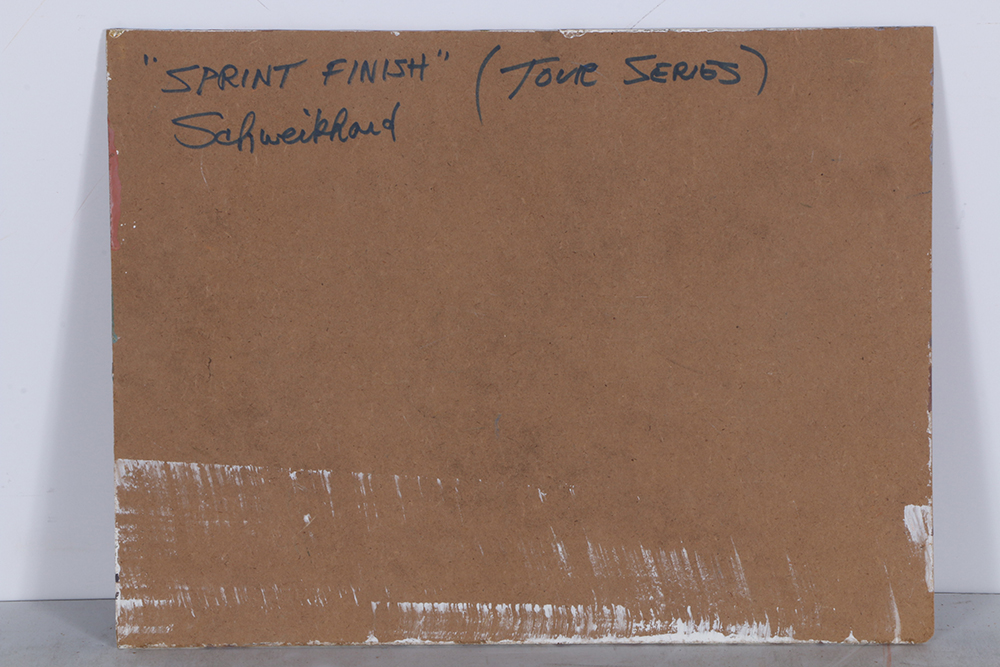 "SPRINT FINISH" (TOUR SERIES)
Schweikhard